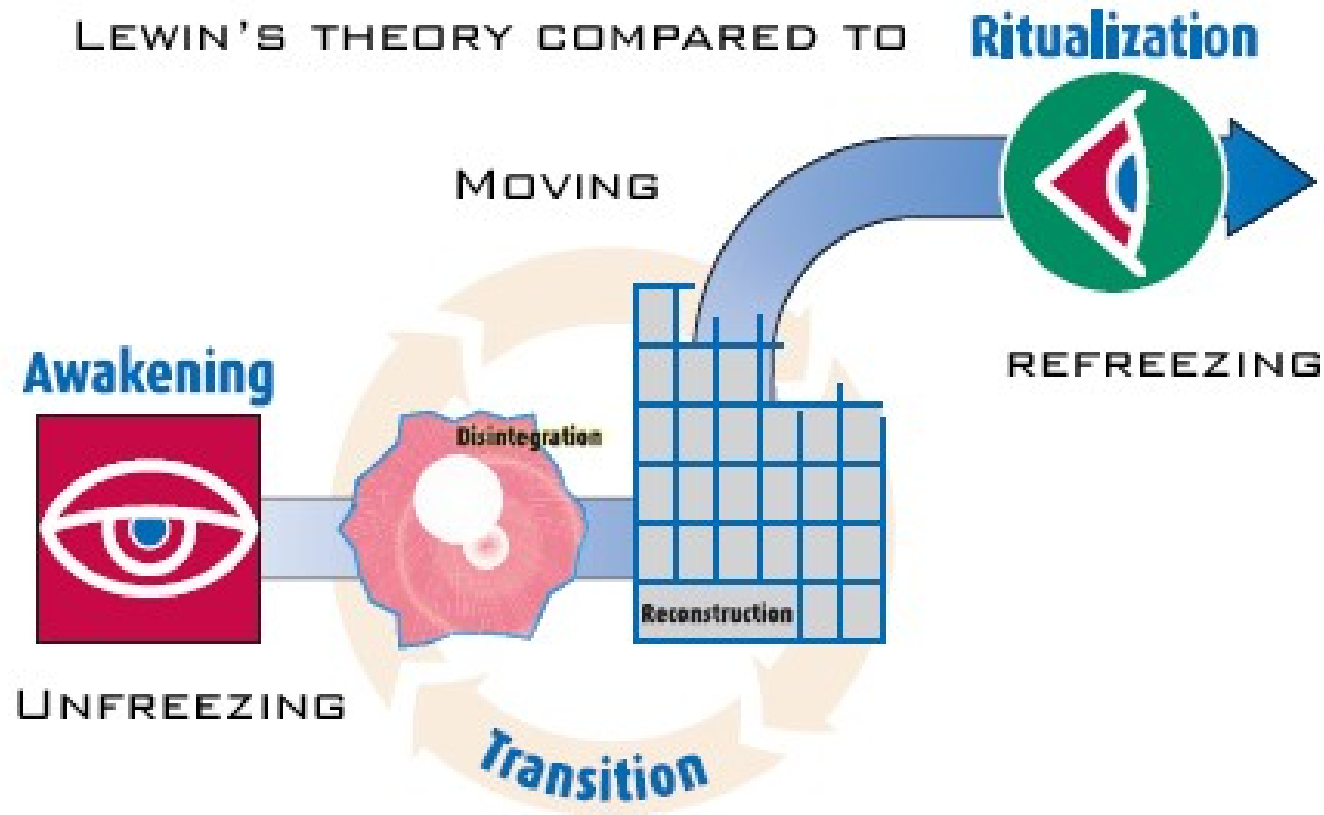 LEWIN'S THEORY COMPARED TO
Ritualization
MOVING
REFREEZING
Awakening
Disintegration
Reconstruction
UNFREEZING
Transition